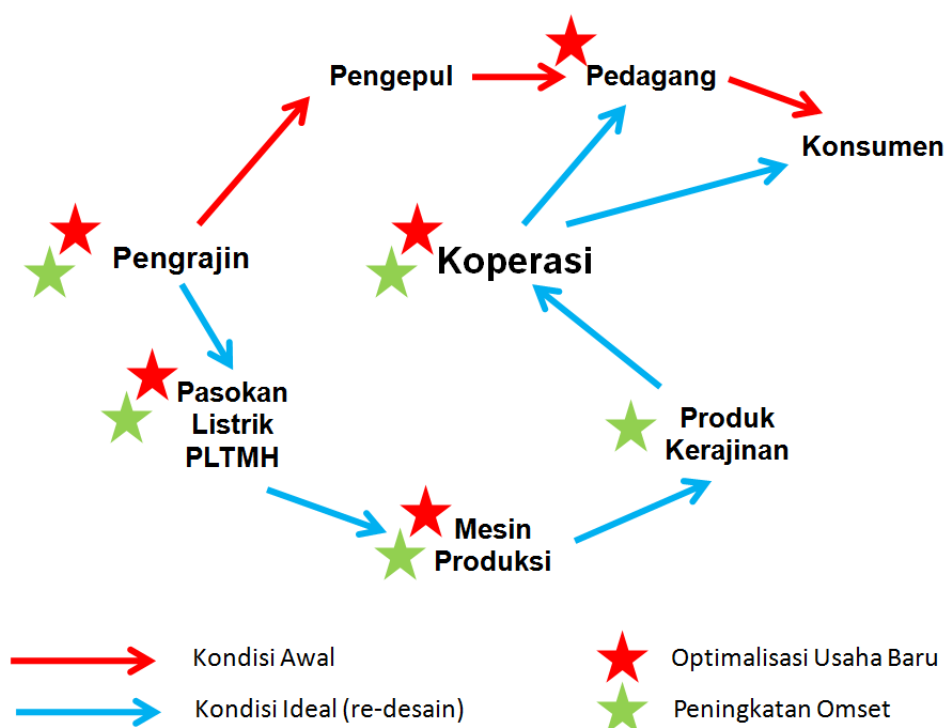 Pengepul
Pedagang
Konsumen
Pengrajin
Koperasi
Pasokan
Listrik
PLTMH
Produk
Kerajinan
Mesin
Produksi
Kondisi Awal
Optimalisasi Usaha Baru
Kondisi Ideal (re-desain)
Peningkatan Omset